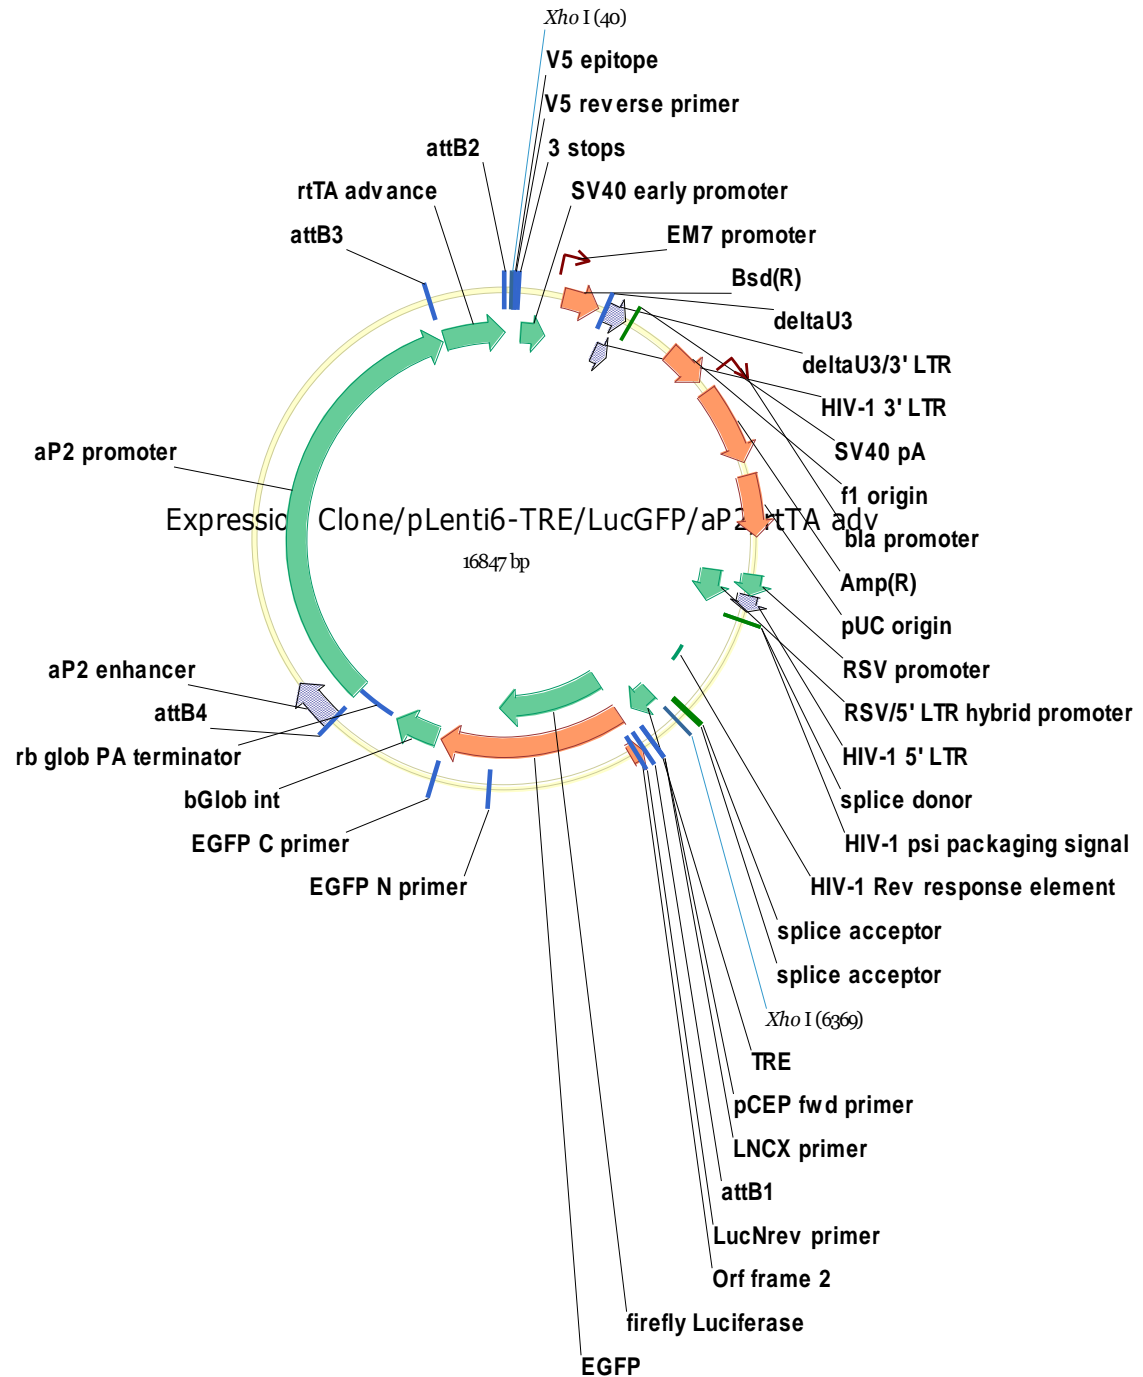 Xho I (40)
V5 epitope
V5 reverse primer
attB2
3 stops
rtTA advance
SV40 early promoter
attB3
EM7 promoter
Bsd(R)
deltaU3
deltaU3/3' LTR
HIV-1 3' LTR
aP2 promoter
SV40 pA
f1 origin
Expression Clone/pLenti6-TRE/LucGFP/aP2/rtTA adv
bla promoter
16847 bp
Amp(R)
pUC origin
aP2 enhancer
RSV promoter
attB4
RSV/5' LTR hybrid promoter
rb glob PA terminator
HIV-1 5' LTR
bGlob int
splice donor
EGFP C primer
HIV-1 psi packaging signal
EGFP N primer
HIV-1 Rev response element
splice acceptor
splice acceptor
Xho I (6369)
TRE
pCEP fwd primer
LNCX primer
attB1
LucNrev primer
Orf frame 2
firefly Luciferase
EGFP